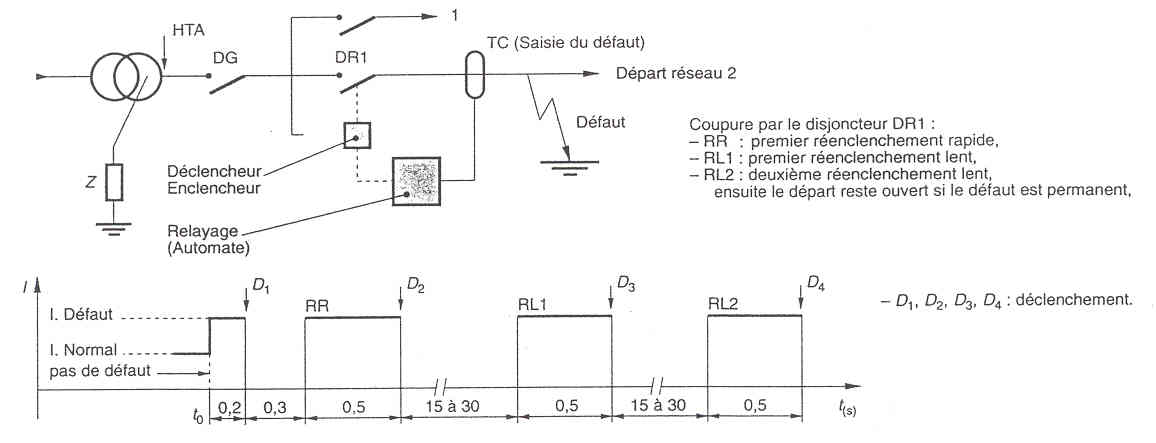 HTA
1
DG
DR1
TC (Saisie du défaut)
Départ réseau 2
Défaut
Z
Déclencheur
Enclencheur
Relayage
(Automate)
Coupure par le disjoncteur DR1 :
– RR : premier réenclenchement rapide,
– RL1 : premier réenclenchement lent,
– RL2 : deuxième réenclenchement lent,
ensuite le départ reste ouvert si le défaut est permanent,
I
D1
D2
D3
D4
– D1, D2, D3, D4 : déclenchement.
I. Défaut
RR
RL1
RL2
I. Normal
pas de défaut
t0
0,2
0,3
0,5
15 à 30
0,5
15 à 30
0,5
t(s)